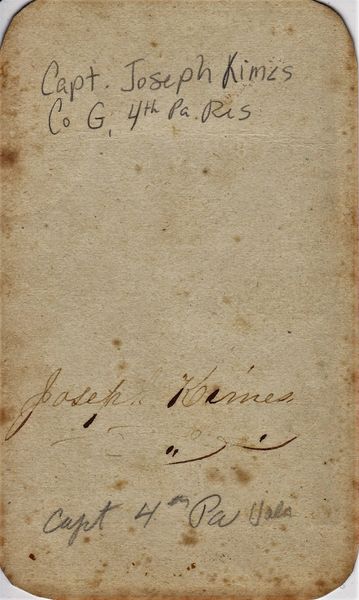 Capt. Joseph Kimes
Co G, 4th Pa. Res
Joseph Kimes
Capt 4th Pa Vols